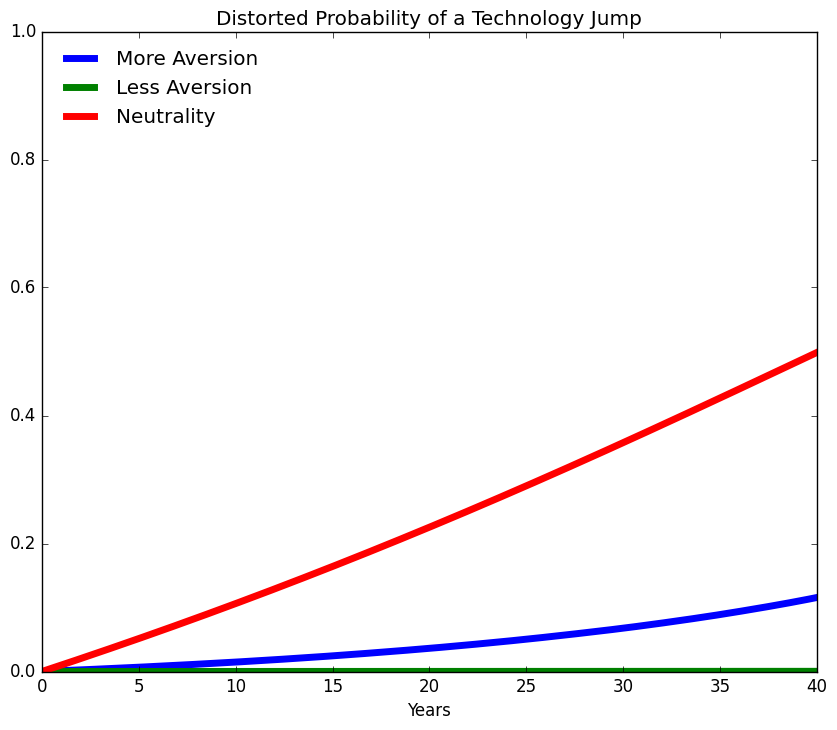 Distorted Probability of a Technology Jump
1.0
More Aversion
Less Aversion
Neutrality
0.8
0.6
0.4
0.2
0.0
0 5 10 15 20 25 30 35 40
Years